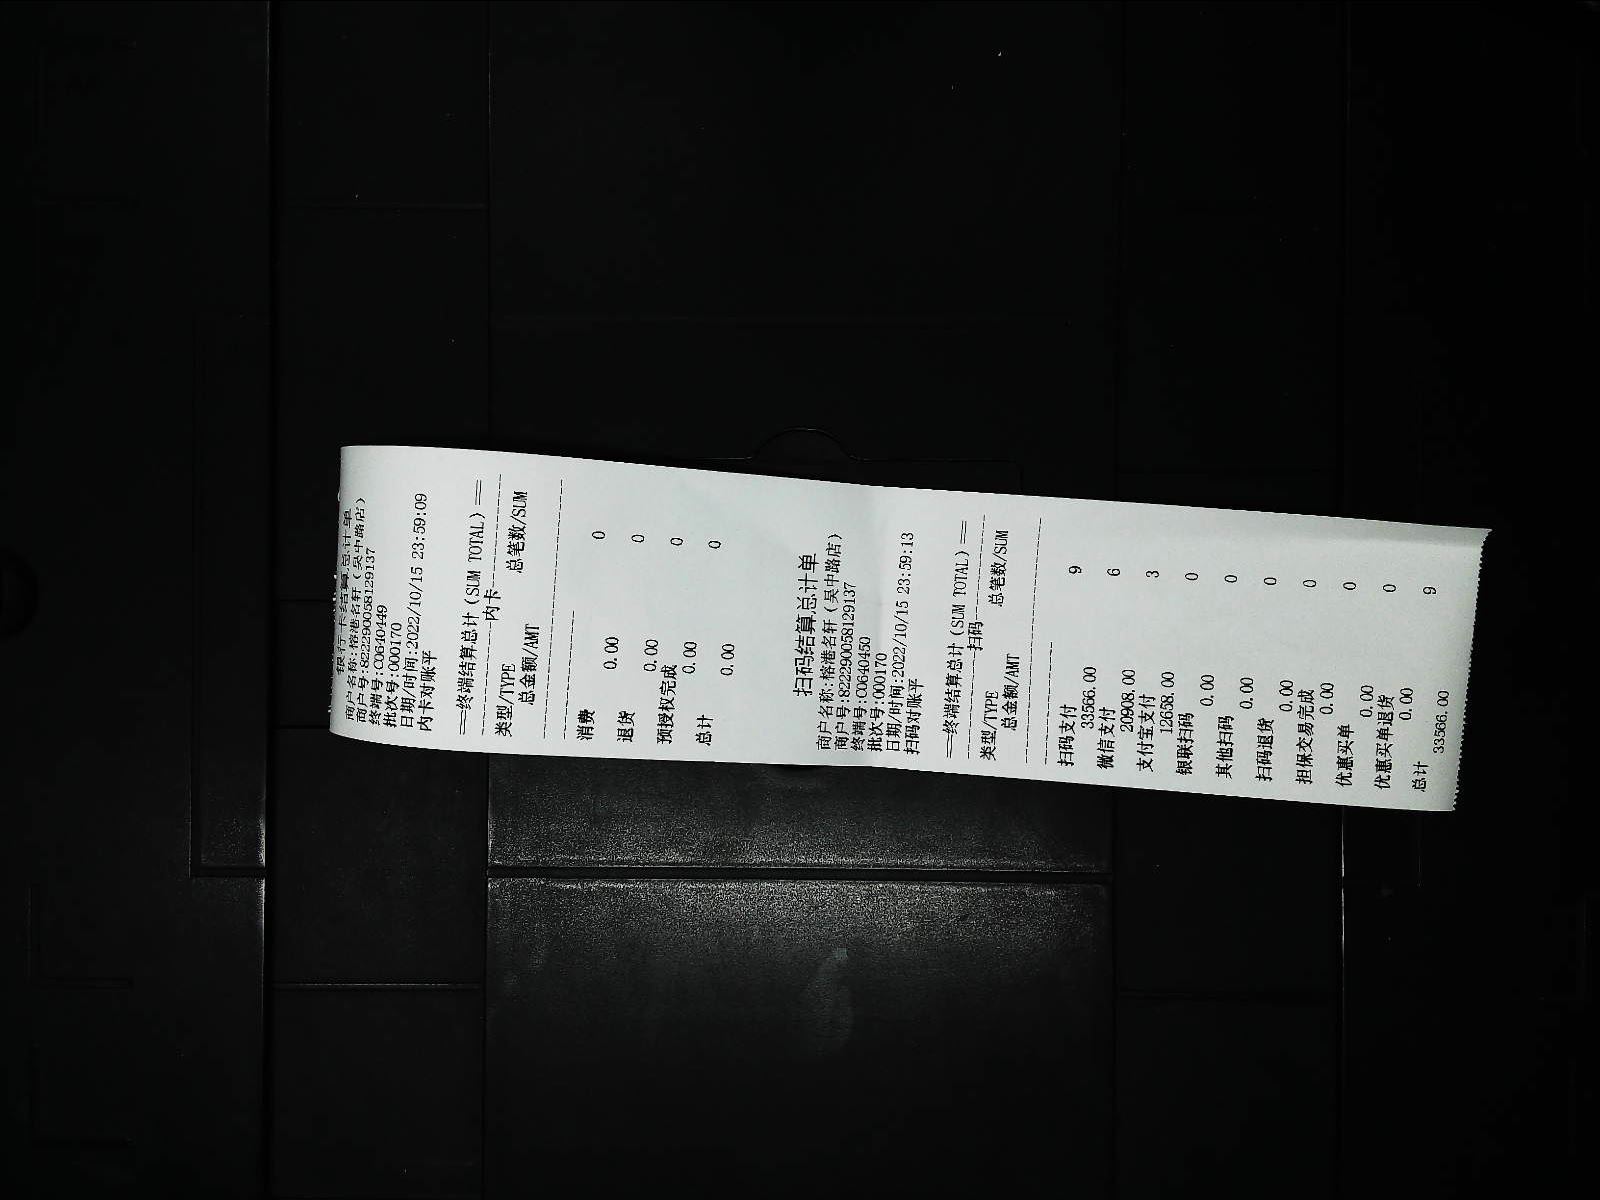 银行卡结算总计单
商户名称:榕港名轩(吴中路店)
商户号:822290058129137
终端号:C0640449
批次号:000170
日期/时间:2022/10/15 23:59:09
内卡对账平
==终端结算总计(SUM TOTAL)==
内卡
类型/TYPE 总笔数/SUM
总金额/AMT
消费 0
0.00
退货 0
0.00
预授权完成 0
0.00
总计 0
0.00
扫码结算总计单
商户名称:榕港名轩(吴中路店)
商户号:822290058129137
终端号:C0640450
批次号:000170
日期/时间:2022/10/15 23:59:13
扫码对账平
==终端结算总计(SUM TOTAL)==
扫码
类型/TYPE 总笔数/SUM
总金额/AMT
扫码支付 9
33566.00
微信支付 6
20908.00
支付宝支付 3
12658.00
银联扫码 0
0.00
其他扫码 0
0.00
扫码退货 0
0.00
担保交易完成 0
0.00
优惠买单 0
0.00
优惠买单退货 0
0.00
总计 9
33566.00